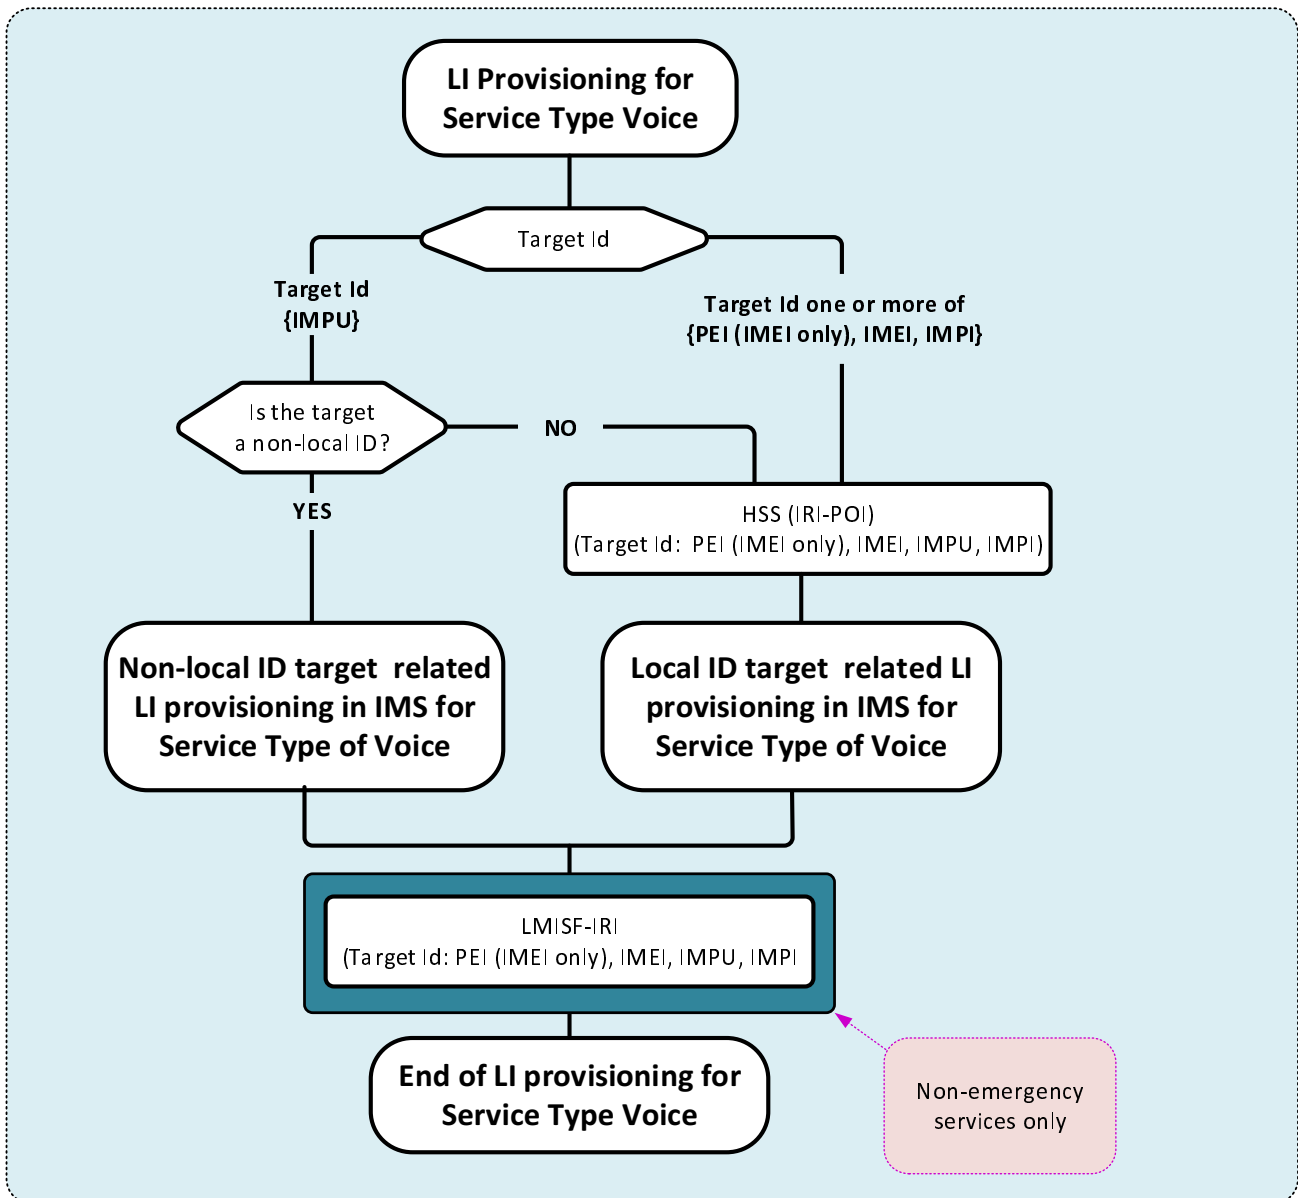 LI Provisioning for
Service Type Voice
Target Id
Target Id
{IMPU}
Target Id one or more of
{PEI (IMEI only), IMEI, IMPI}
Is the target
a non-local ID?
NO
YES
HSS (IRI-POI)
(Target Id: PEI (IMEI only), IMEI, IMPU, IMPI)
Non-local ID target related
LI provisioning in IMS for
Service Type of Voice
Local ID target related LI
provisioning in IMS for
Service Type of Voice
LMISF-IRI
(Target Id: PEI (IMEI only), IMEI, IMPU, IMPI
End of LI provisioning for
Service Type Voice
Non-emergency
services only